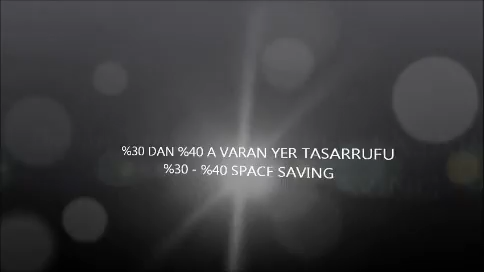 %30 DAN %40 A VARAN YER TASARRUFU
%30 - %40 SPACE SAVING